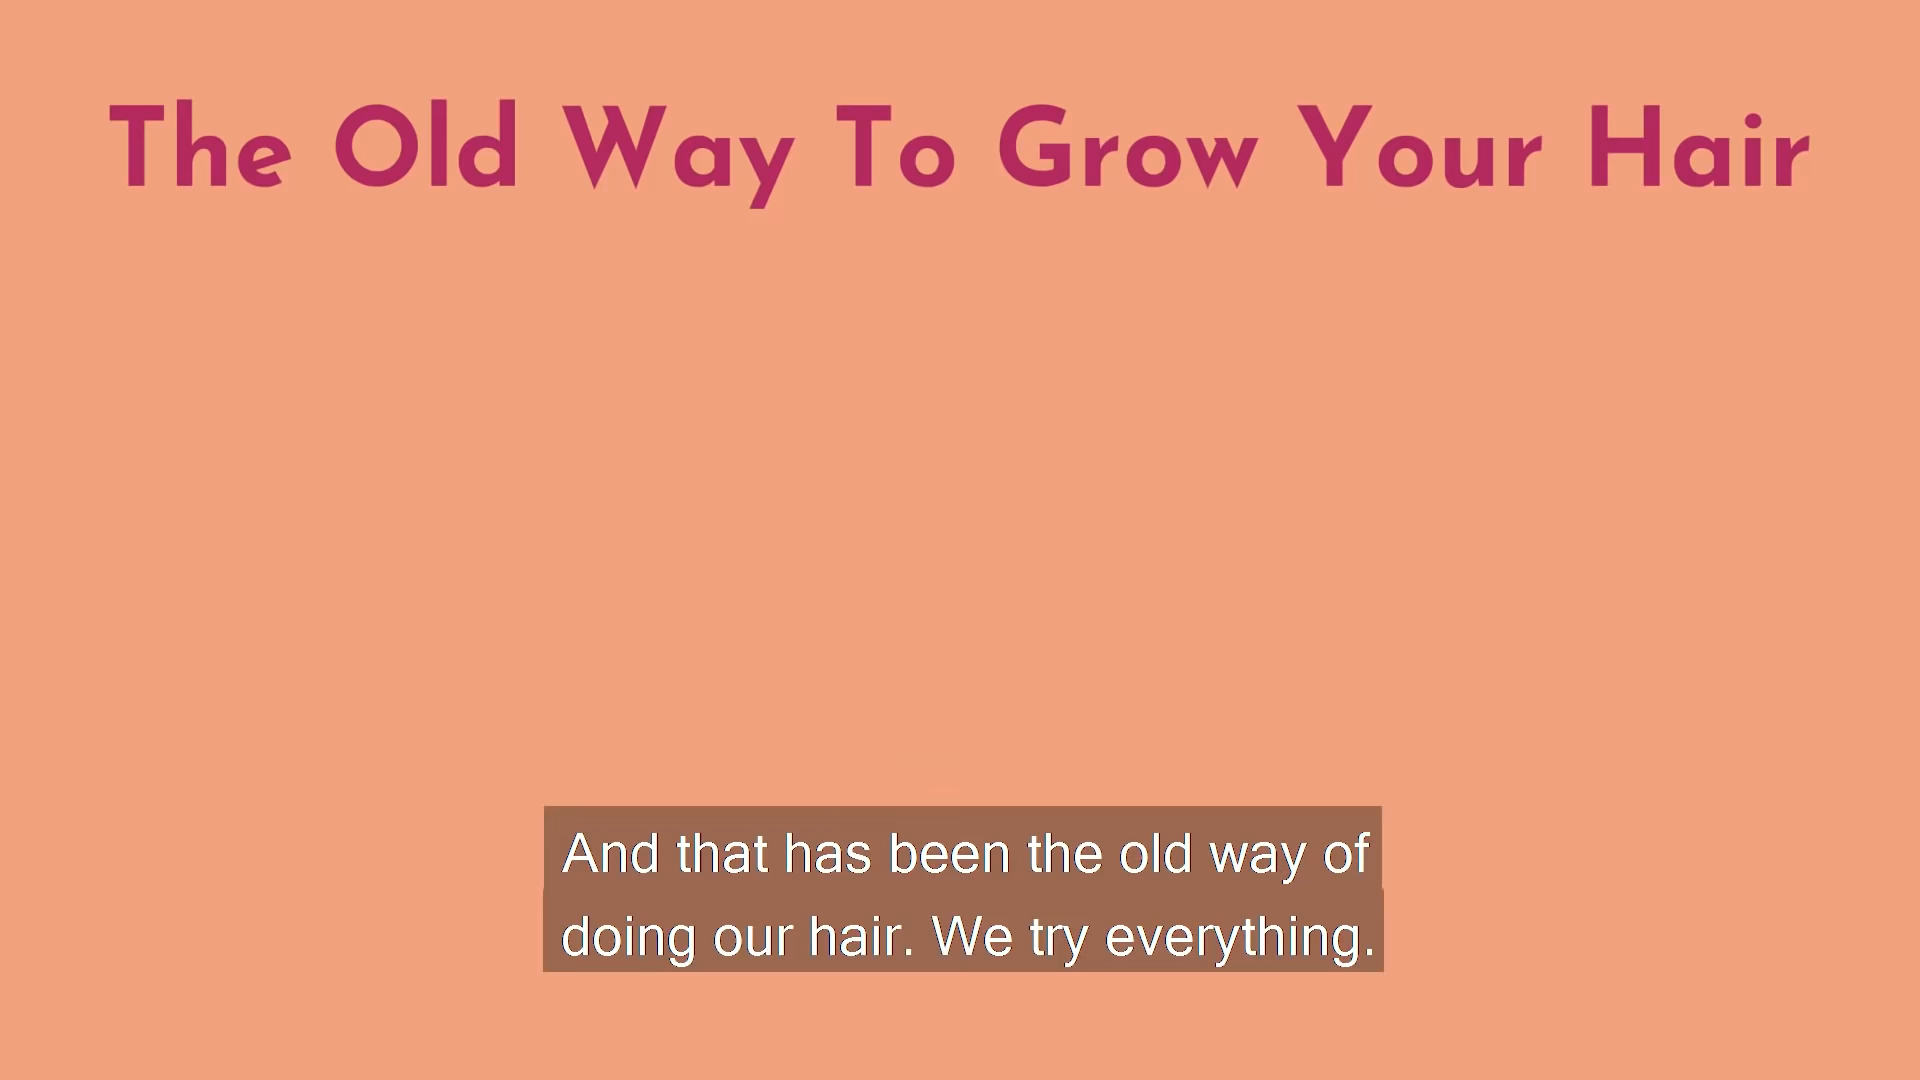 The Old Way To Grow Your Hair
And that has been the old way of
doing our hair. We try everything.